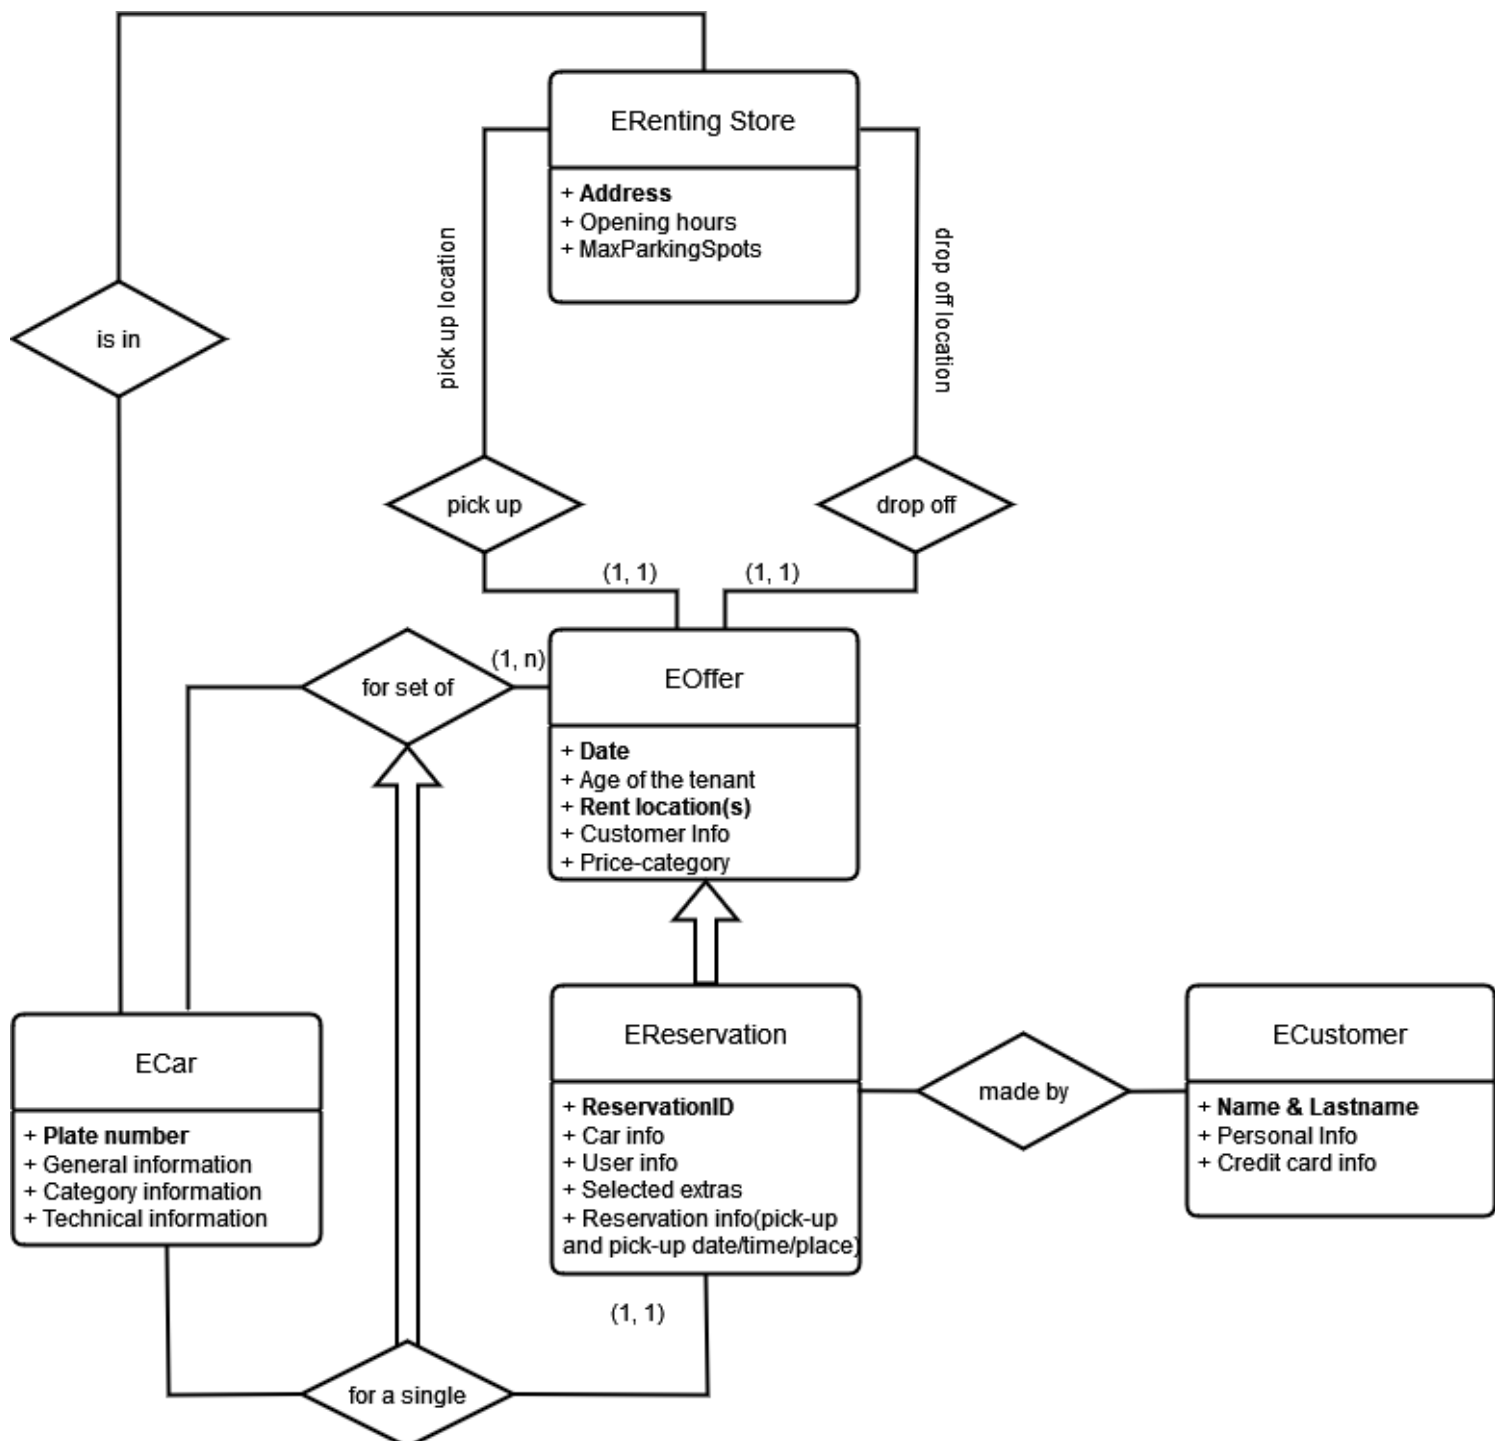 ERenting Store
+ Address
+ Opening hours
+ MaxParkingSpots
pick up location
drop off location
is in
pick up
drop off
(1, 1)
(1, 1)
for set of
(1, n)
EOffer
+ Date
+ Age of the tenant
+ Rent location(s)
+ Customer Info
+ Price-category
ECar
+ Plate number
+ General information
+ Category information
+ Technical information
EReservation
+ ReservationID
+ Car info
+ User info
+ Selected extras
+ Reservation info(pick-up
and pick-up date/time/place)
made by
ECustomer
+ Name & Lastname
+ Personal Info
+ Credit card info
(1, 1)
for a single